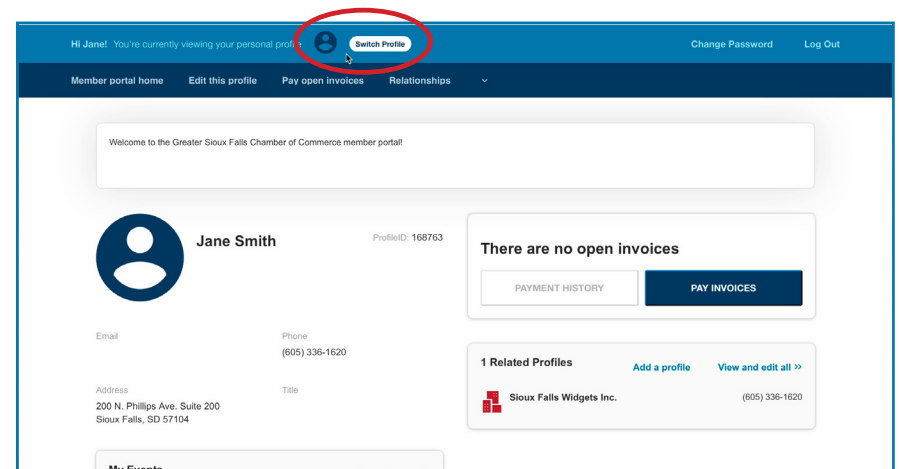 Hi Jane! You're currently viewing your personal profile Switch Profile Change Password Log Out
Member portal home Edit this profile Pay open invoices Relationships
Welcome to the Greater Sioux Falls Chamber of Commerce member portal!
Jane Smith ProfileID: 168763
There are no open invoices
PAYMENT HISTORY PAY INVOICES
Email Phone
(605) 336-1620
1 Related Profiles Add a profile View and edit all >>
Sioux Falls Widgets Inc. (605) 336-1620
Address Title
200 N. Phillips Ave. Suite 200
Sioux Falls, SD 57104
My Events